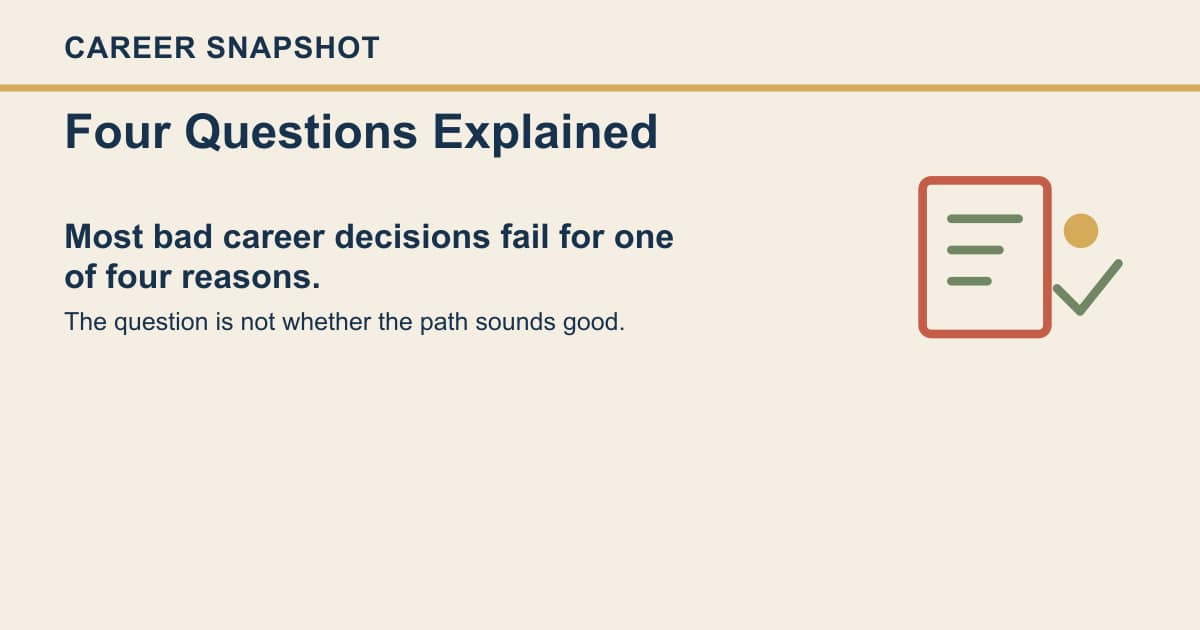 CAREER SNAPSHOT
Four Questions Explained
Most bad career decisions fail for one
of four reasons.
The question is not whether the path sounds good.